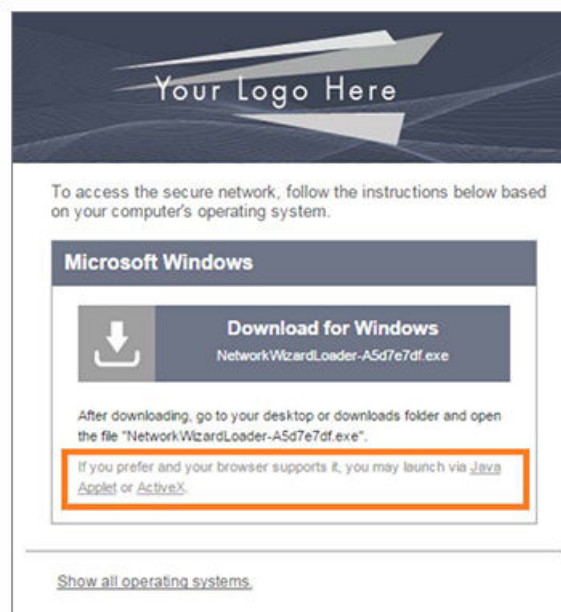 Your Logo Here
To access the secure network, follow the instructions below based
on your computer's operating system.
Microsoft Windows
Download for Windows
NetworkWizardLoader-A5d7e7df.exe
After downloading, go to your desktop or downloads folder and open
the file "NetworkWizardLoader-A5d7e7df.exe".
If you prefer and your browser supports it, you may launch via Java
Applet or ActiveX.
Show all operating systems.